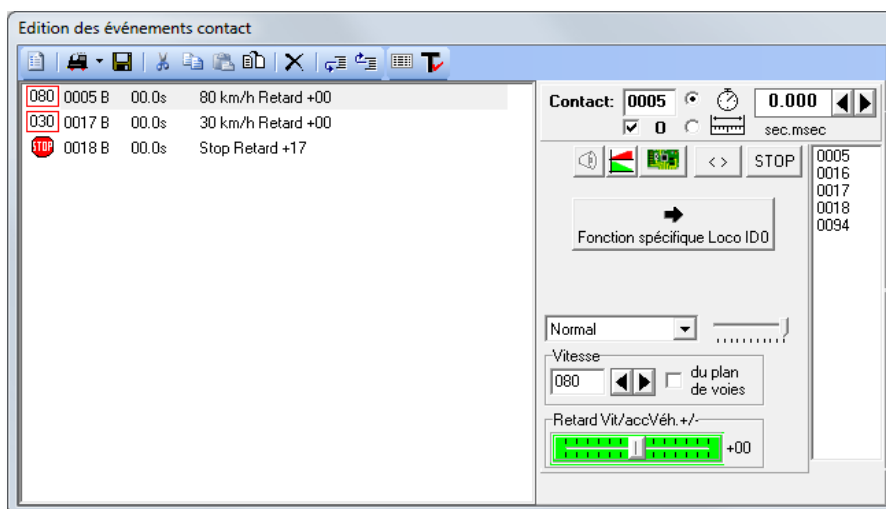 Edition des événements contact
080 0005 B 00.0s 80 km/h Retard +00
030 0017 B 00.0s 30 km/h Retard +00
STOP 0018 B 00.0s Stop Retard +17
Contact: 0005 0.000
0 sec.msec
< > STOP
0005
0016
0017
0018
0094
Fonction spécifique Loco ID0
Normal
Vitesse
080 du plan
de voies
Retard Vit/accVéh.+/-
+00